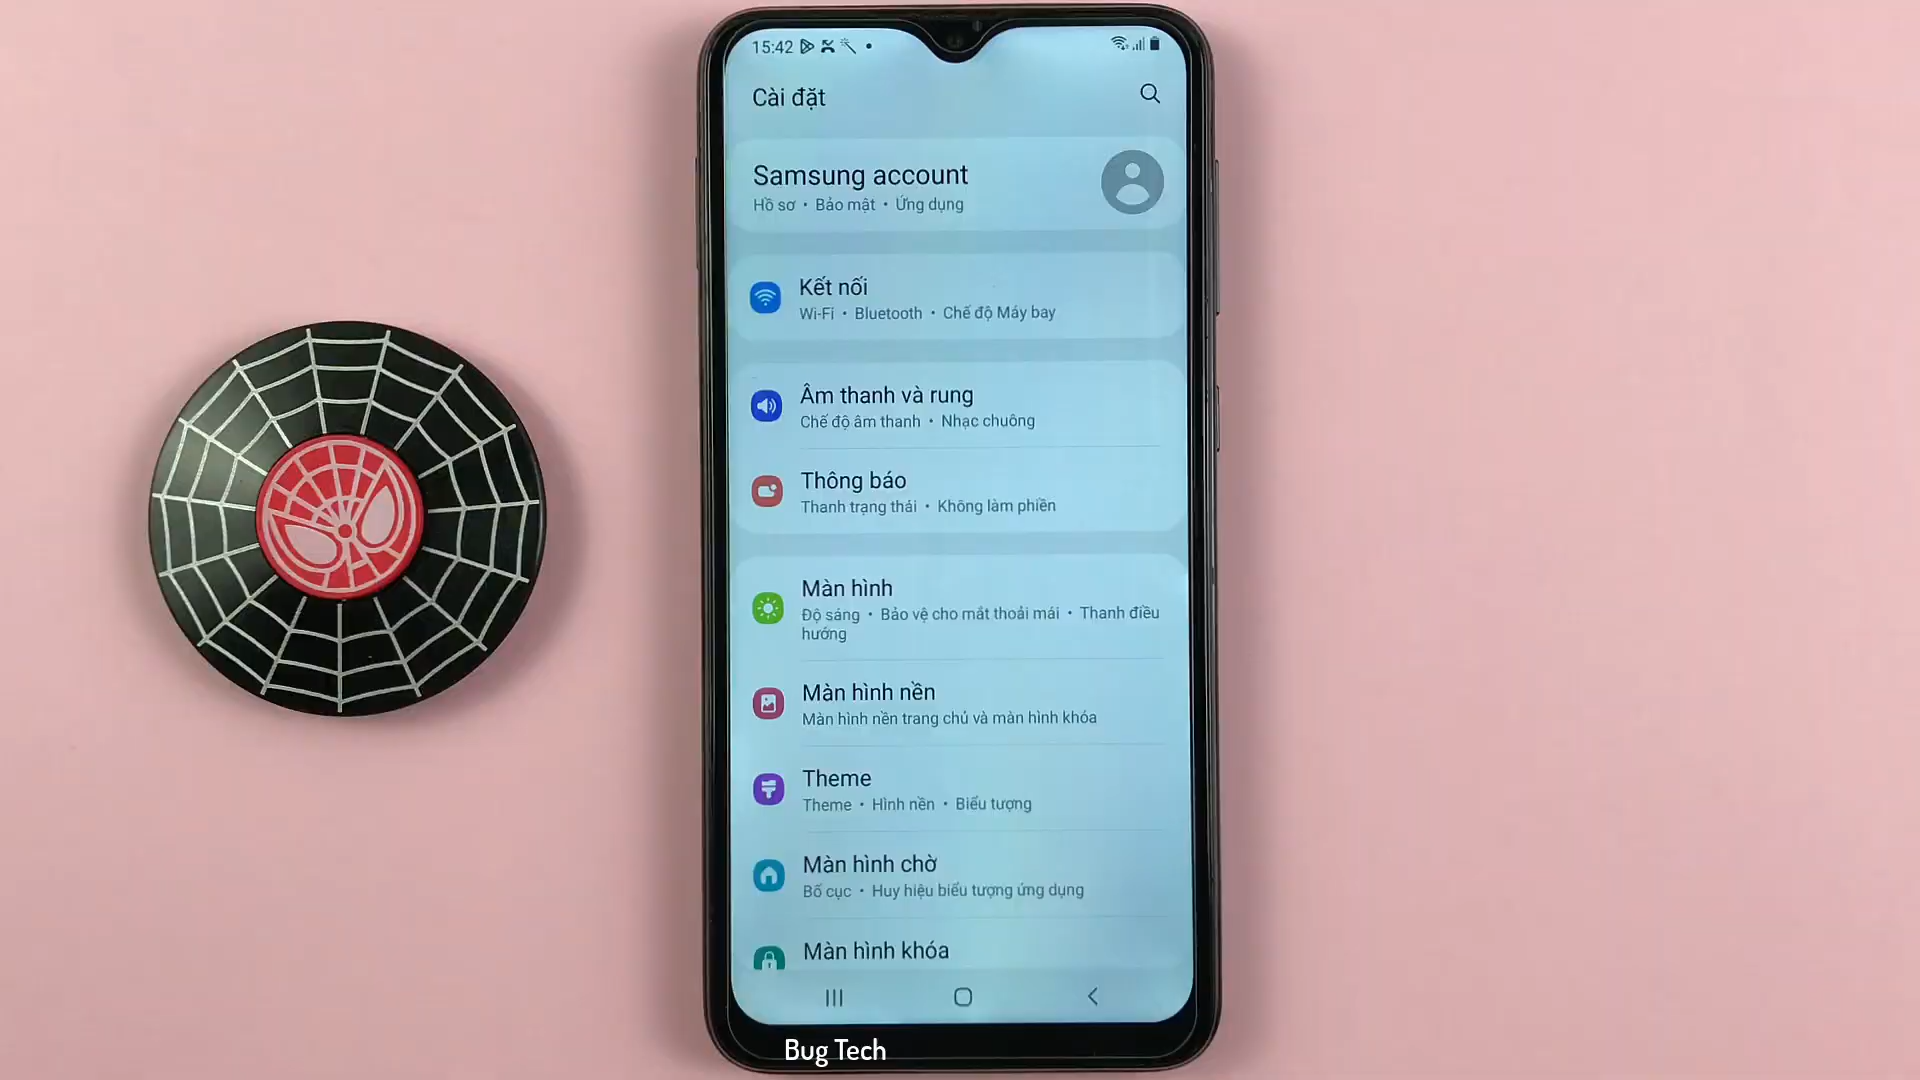 15:42
Cài đặt
Samsung account
Hồ sơ • Bảo mật • Ứng dụng
Kết nối
Wi-Fi • Bluetooth • Chế độ Máy bay
Âm thanh và rung
Chế độ âm thanh • Nhạc chuông
Thông báo
Thanh trạng thái • Không làm phiền
Màn hình
Độ sáng • Bảo vệ cho mắt thoải mái • Thanh điều
hướng
Màn hình nền
Màn hình nền trang chủ và màn hình khóa
Theme
Theme • Hình nền • Biểu tượng
Màn hình chờ
Bố cục • Huy hiệu biểu tượng ứng dụng
Màn hình khóa
Bug Tech